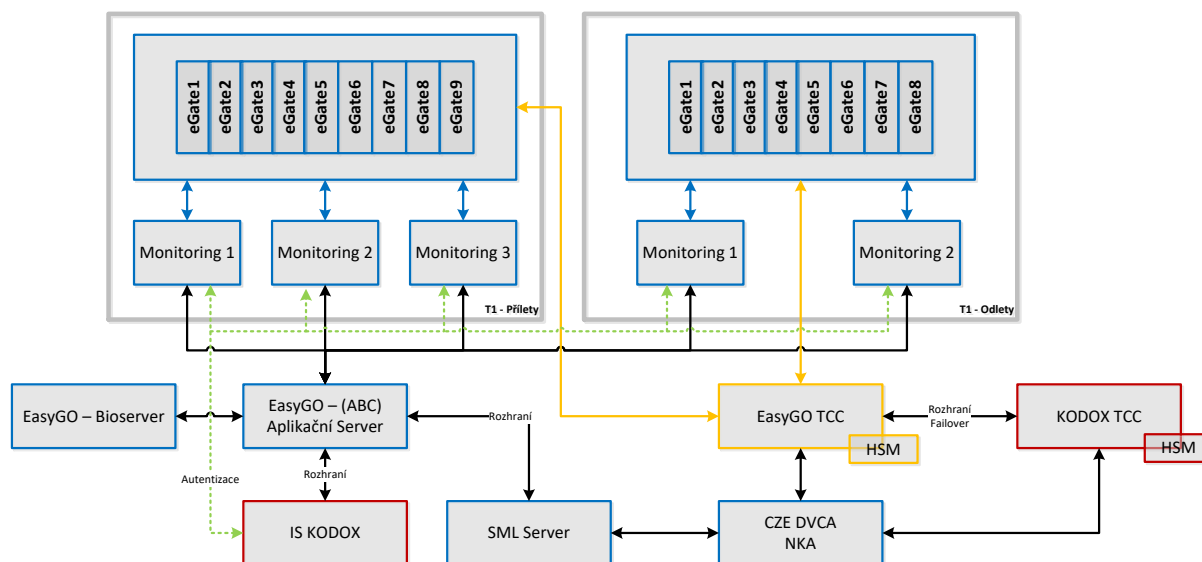 eGate1
eGate2
eGate3
eGate4
eGate5
eGate6
eGate7
eGate8
eGate9
Monitoring 1
Monitoring 2
Monitoring 3
T1 - Přílety
eGate1
eGate2
eGate3
eGate4
eGate5
eGate6
eGate7
eGate8
Monitoring 1
Monitoring 2
T1 - Odlety
EasyGO – Bioserver
EasyGO – (ABC)
Aplikační Server
Rozhraní
EasyGO TCC
HSM
Rozhraní
Failover
KODOX TCC
HSM
Autentizace
Rozhraní
IS KODOX
SML Server
CZE DVCA
NKA